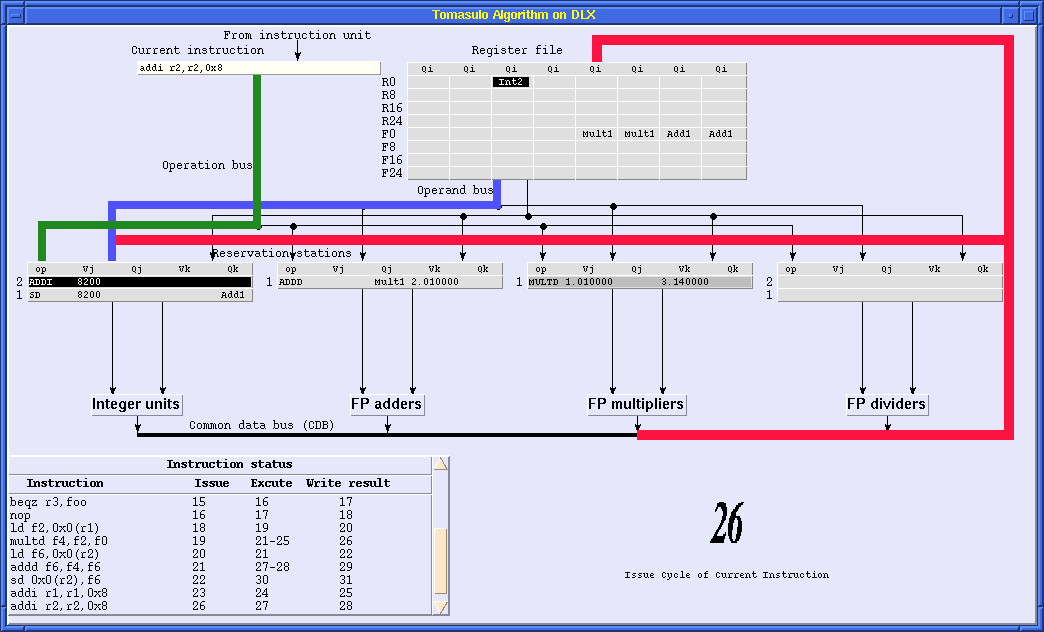 Tomasulo Algorithm on DLX
From instruction unit
Current instruction
Register file
addi r2,r2,0x8
Qi Qi Qi Qi Qi Qi Qi Qi
R0 Int2
R8
R16
R24
F0 Mult1 Mult1 Add1 Add1
F8
F16
F24
Operation bus
Operand bus
Reservation stations
op Vj Qj Vk Qk op Vj Qj Vk Qk op Vj Qj Vk Qk op Vj Qj Vk Qk
2 ADDI 8200 1 ADDD Mult1 2.010000 1 MULTD 1.010000 3.140000 2
1 SD 8200 Add1 1
Integer units FP adders FP multipliers FP dividers
Common data bus (CDB)
Instruction status
Instruction Issue Excute Write result
beqz r3,foo 15 16 17
nop 16 17 18
ld f2,0x0(r1) 18 19 20
multd f4,f2,f0 19 21-25 26
ld f6,0x0(r2) 20 21 22
addd f6,f4,f6 21 27-28 29
sd 0x0(r2),f6 22 30 31
addi r1,r1,0x8 23 24 25
addi r2,r2,0x8 26 27 28
26
Issue Cycle of Current Instruction